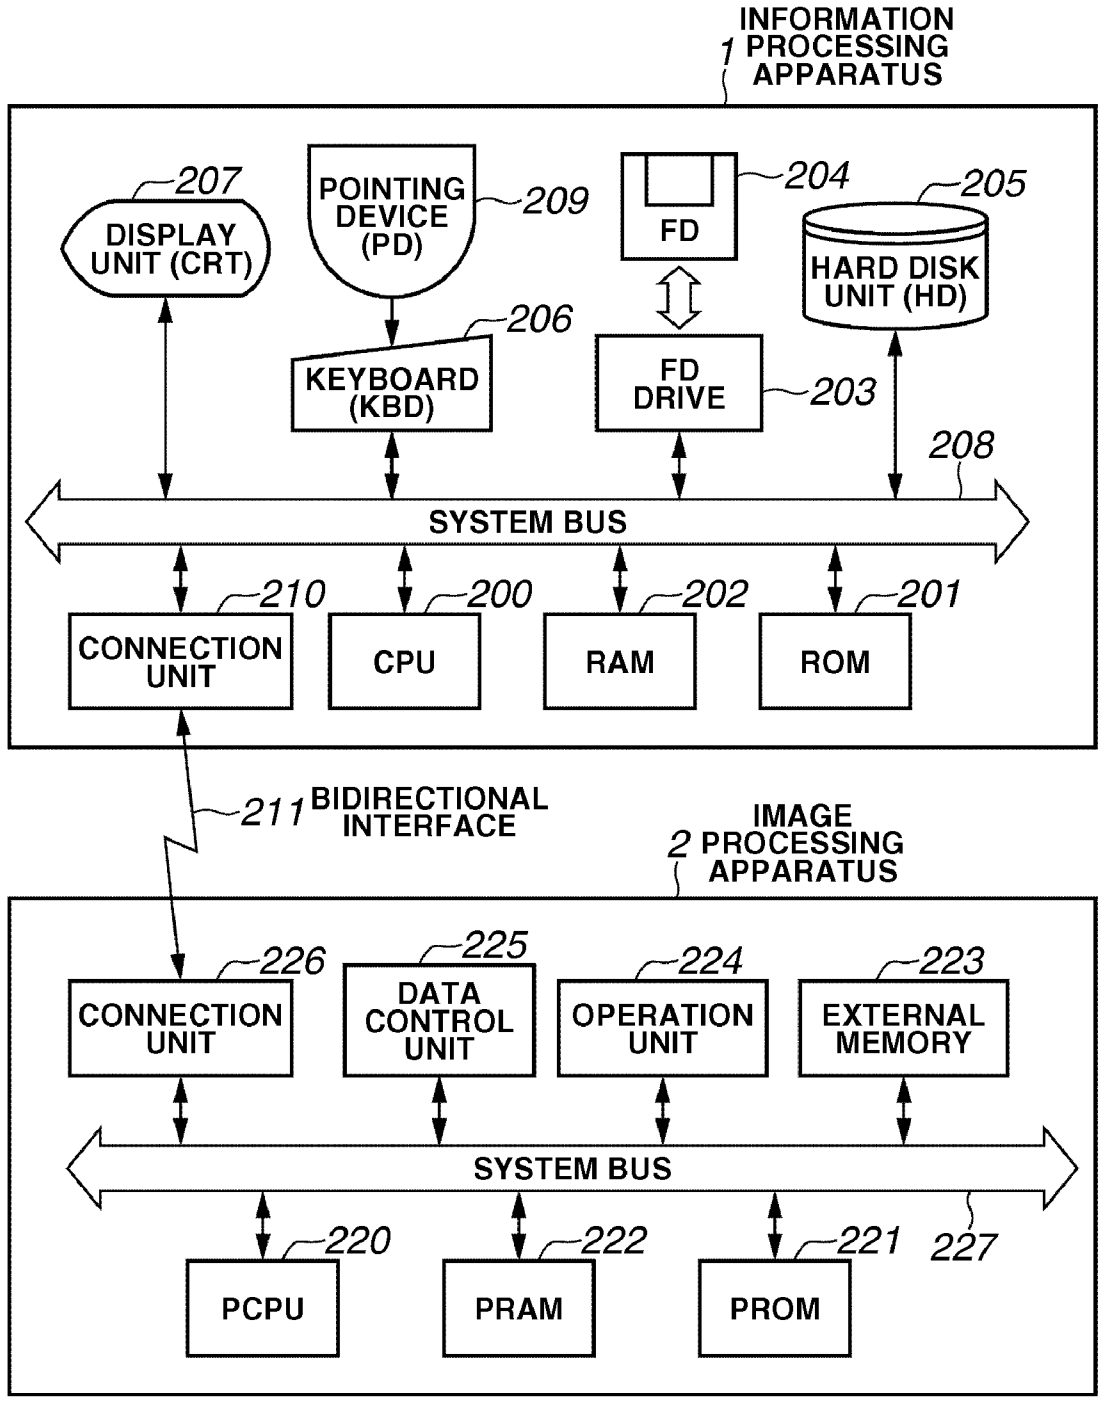 INFORMATION
1 PROCESSING
APPARATUS
207
DISPLAY
UNIT (CRT)
POINTING
DEVICE
(PD)
209
204
FD
205
HARD DISK
UNIT (HD)
206
KEYBOARD
(KBD)
FD
DRIVE
203
208
SYSTEM BUS
210
CONNECTION
UNIT
200
CPU
202
RAM
201
ROM
211 BIDIRECTIONAL
INTERFACE
IMAGE
2 PROCESSING
APPARATUS
226
CONNECTION
UNIT
225
DATA
CONTROL
UNIT
224
OPERATION
UNIT
223
EXTERNAL
MEMORY
SYSTEM BUS
227
220
PCPU
222
PRAM
221
PROM